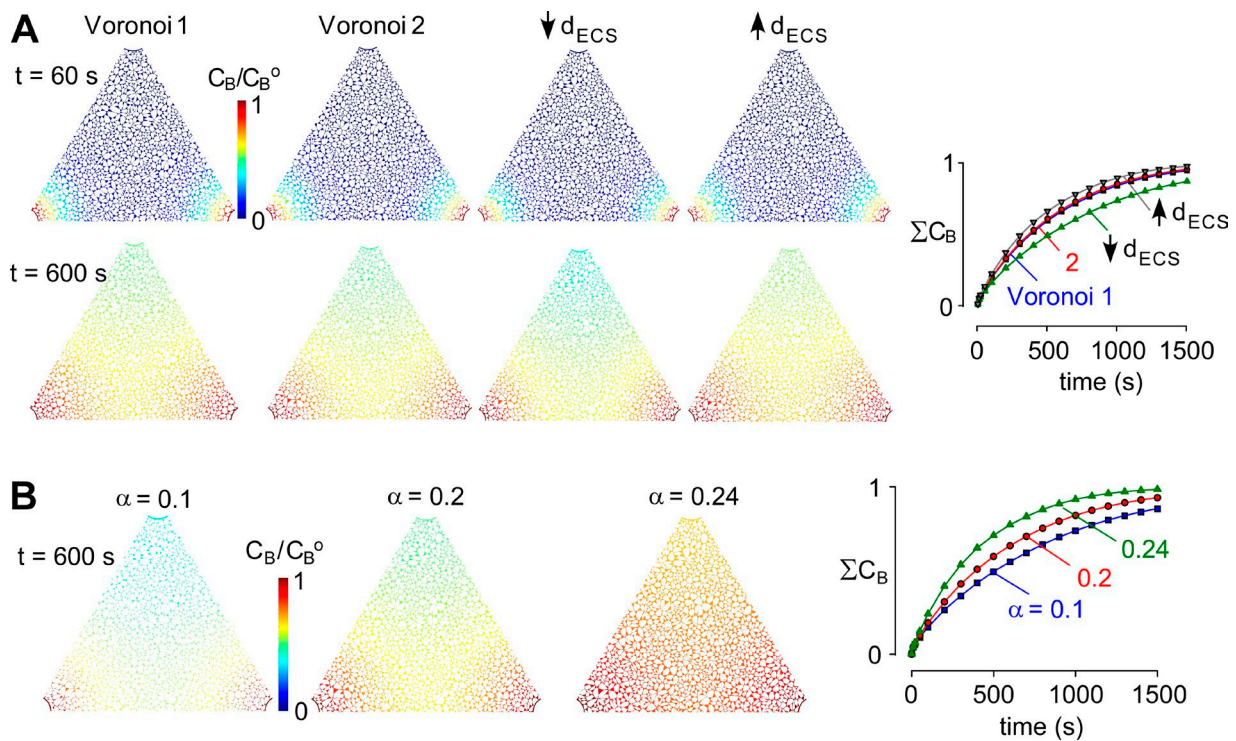 A
Voronoi 1
Voronoi 2
↓ dECS
↑ dECS
t = 60 s
CB/CBo
1
0
t = 600 s
1
ΣCB
0
↑ dECS
↓ dECS
2
Voronoi 1
0 500 1000 1500
time (s)
B
α = 0.1
α = 0.2
α = 0.24
t = 600 s
CB/CBo
1
0
1
ΣCB
0
0.24
0.2
α = 0.1
0 500 1000 1500
time (s)